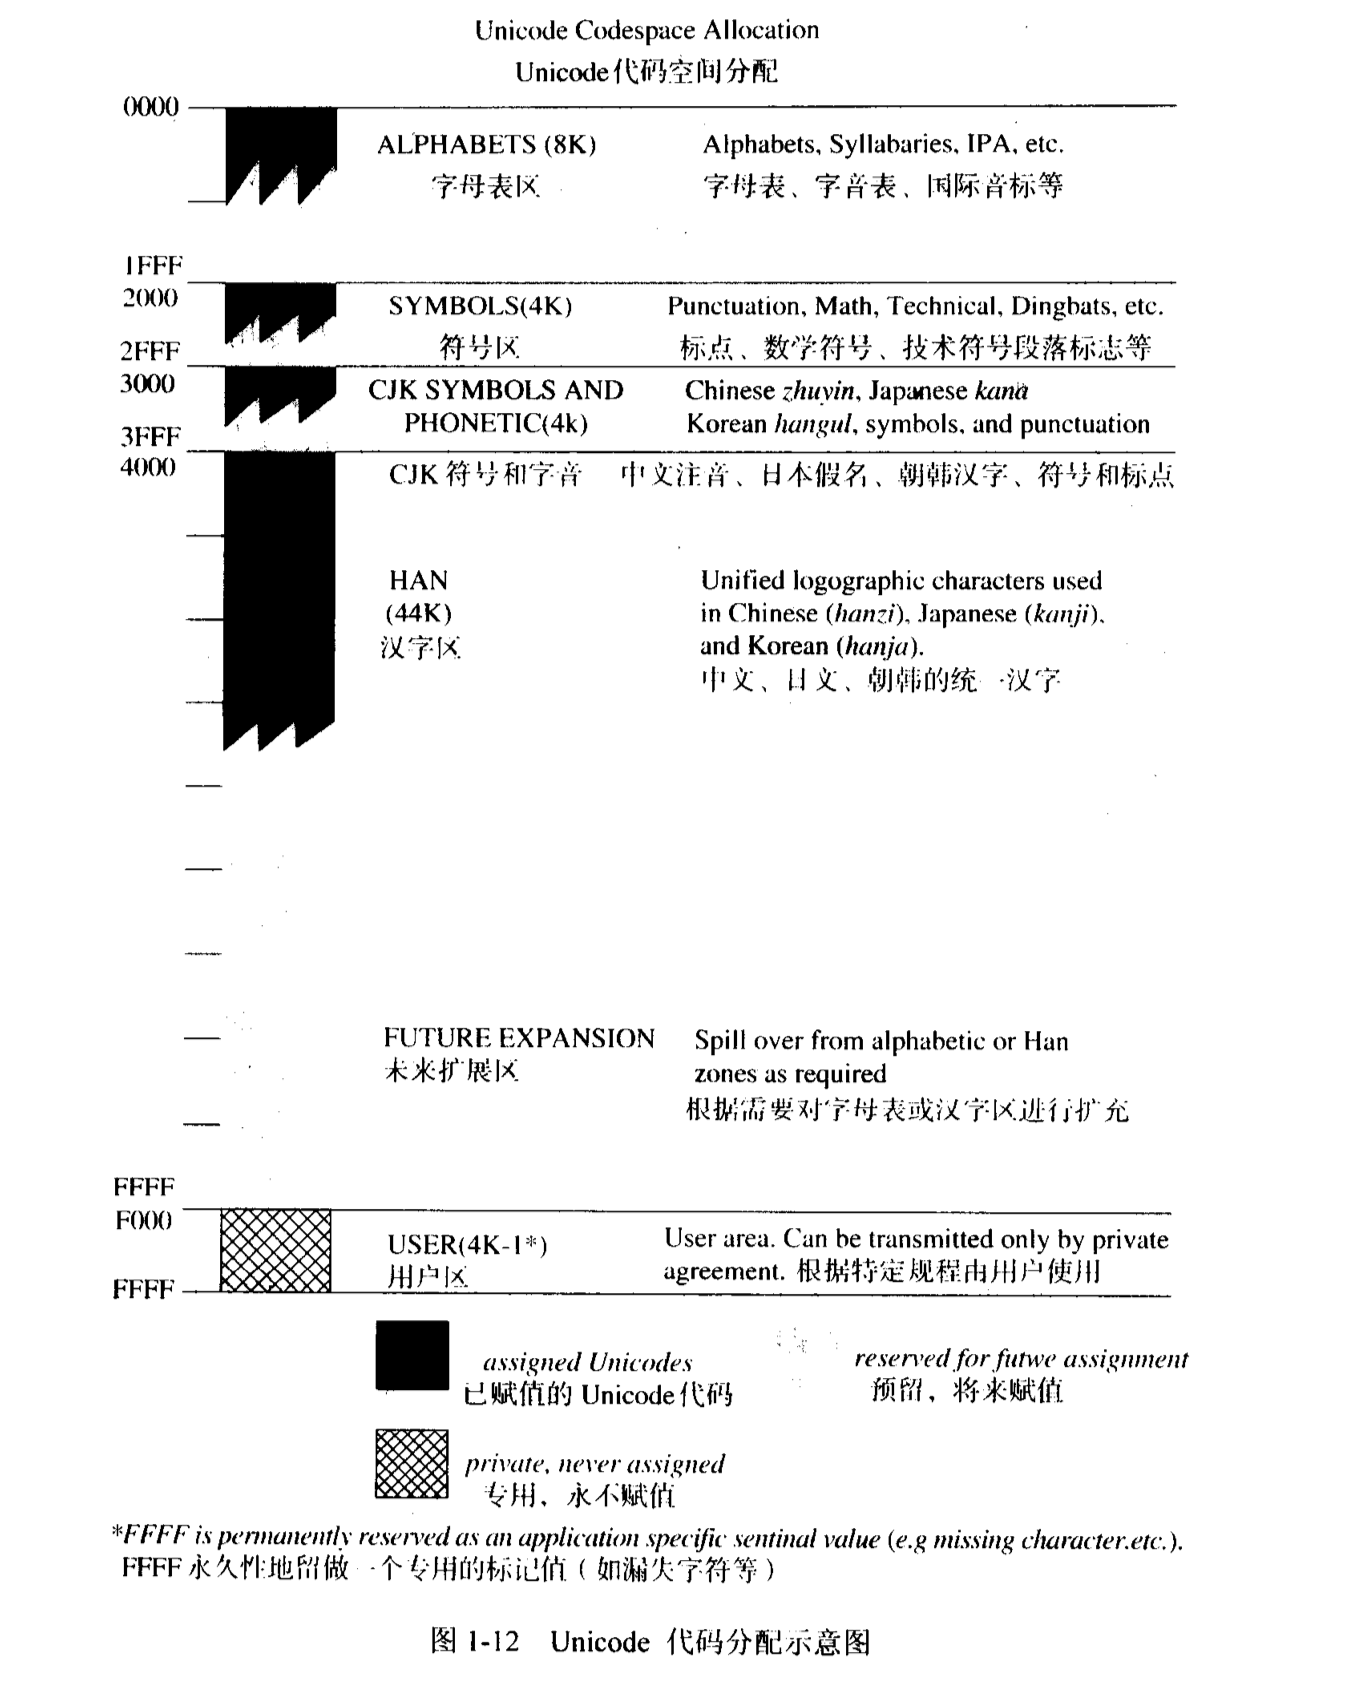 Unicode Codespace Allocation
Unicode代码空间分配
0000
ALPHABETS (8K)
Alphabets, Syllabaries, IPA, etc.
字母表区
字母表、字音表、国际音标等
1FFF
2000
SYMBOLS(4K)
Punctuation, Math, Technical, Dingbats, etc.
2FFF
符号区
标点、数学符号、技术符号段落标志等
3000
CJK SYMBOLS AND
Chinese zhuyin, Japanese kana
PHONETIC(4k)
Korean hangul, symbols, and punctuation
3FFF
4000
CJK 符号和字音
中文注音、日本假名、朝韩汉字、符号和标点
HAN
Unified logographic characters used
(44K)
in Chinese (hanzi), Japanese (kanji),
汉字区
and Korean (hanja).
中文、日文、朝韩的统一汉字
FUTURE EXPANSION
Spill over from alphabetic or Han
未来扩展区
zones as required
根据需要对字母表或汉字区进行扩充
FFFF
F000
USER(4K-1*)
User area. Can be transmitted only by private
用户区
agreement. 根据特定规程由用户使用
FFFF
assigned Unicodes
已赋值的 Unicode代码
reserved for futwe assignment
预留，将来赋值
private, never assigned
专用，永不赋值
*FFFF is permanently reserved as an application specific sentinal value (e.g missing character.etc.).
FFFF 永久性地留做一个专用的标记值（如漏失字符等）
图 1-12 Unicode 代码分配示意图